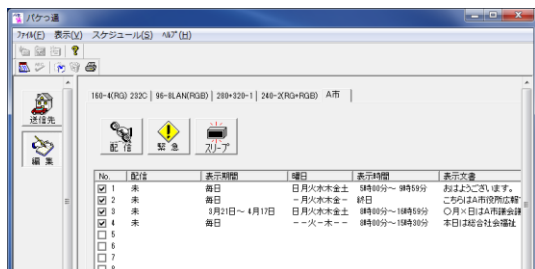 パケっ通
ファイル(F) 表示(V) スケジュール(S) ヘルプ(H)
160-4(RG) 232C 96-8LAN(RGB) 280*320-1 240-2(RG*RGB) A市
送信先
配 信 緊 急 スリープ
編 集
No. 配信 表示期間 曜日 表示時間 表示文書
1 未 毎日 日月火水木金土 5時00分～ 9時59分 おはようございます。
2 未 毎日 -月火水木金- 終日 こちらはA市役所広報
3 未 3月21日～ 4月17日 日月火水木金土 8時00分～16時59分 〇月×日はA市議会議
4 未 毎日 --火-木-- 8時00分～15時30分 本日は総合社会福祉
5
6
7